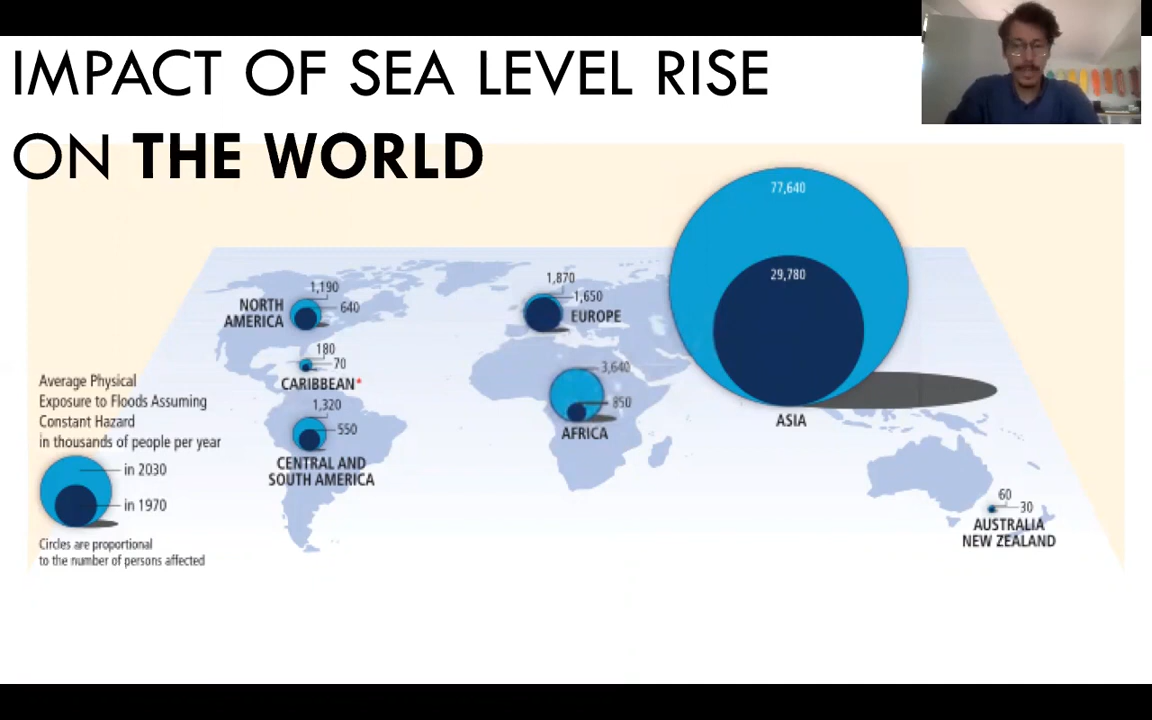 IMPACT OF SEA LEVEL RISE
ON THE WORLD
77,640
29,780
1,870
1,650
EUROPE
1,190
640
NORTH
AMERICA
180
70
CARIBBEAN*
3,640
850
AFRICA
ASIA
1,320
550
CENTRAL AND
SOUTH AMERICA
60
30
AUSTRALIA
NEW ZEALAND
Average Physical
Exposure to Floods Assuming
Constant Hazard
in thousands of people per year
in 2030
in 1970
Circles are proportional
to the number of persons affected